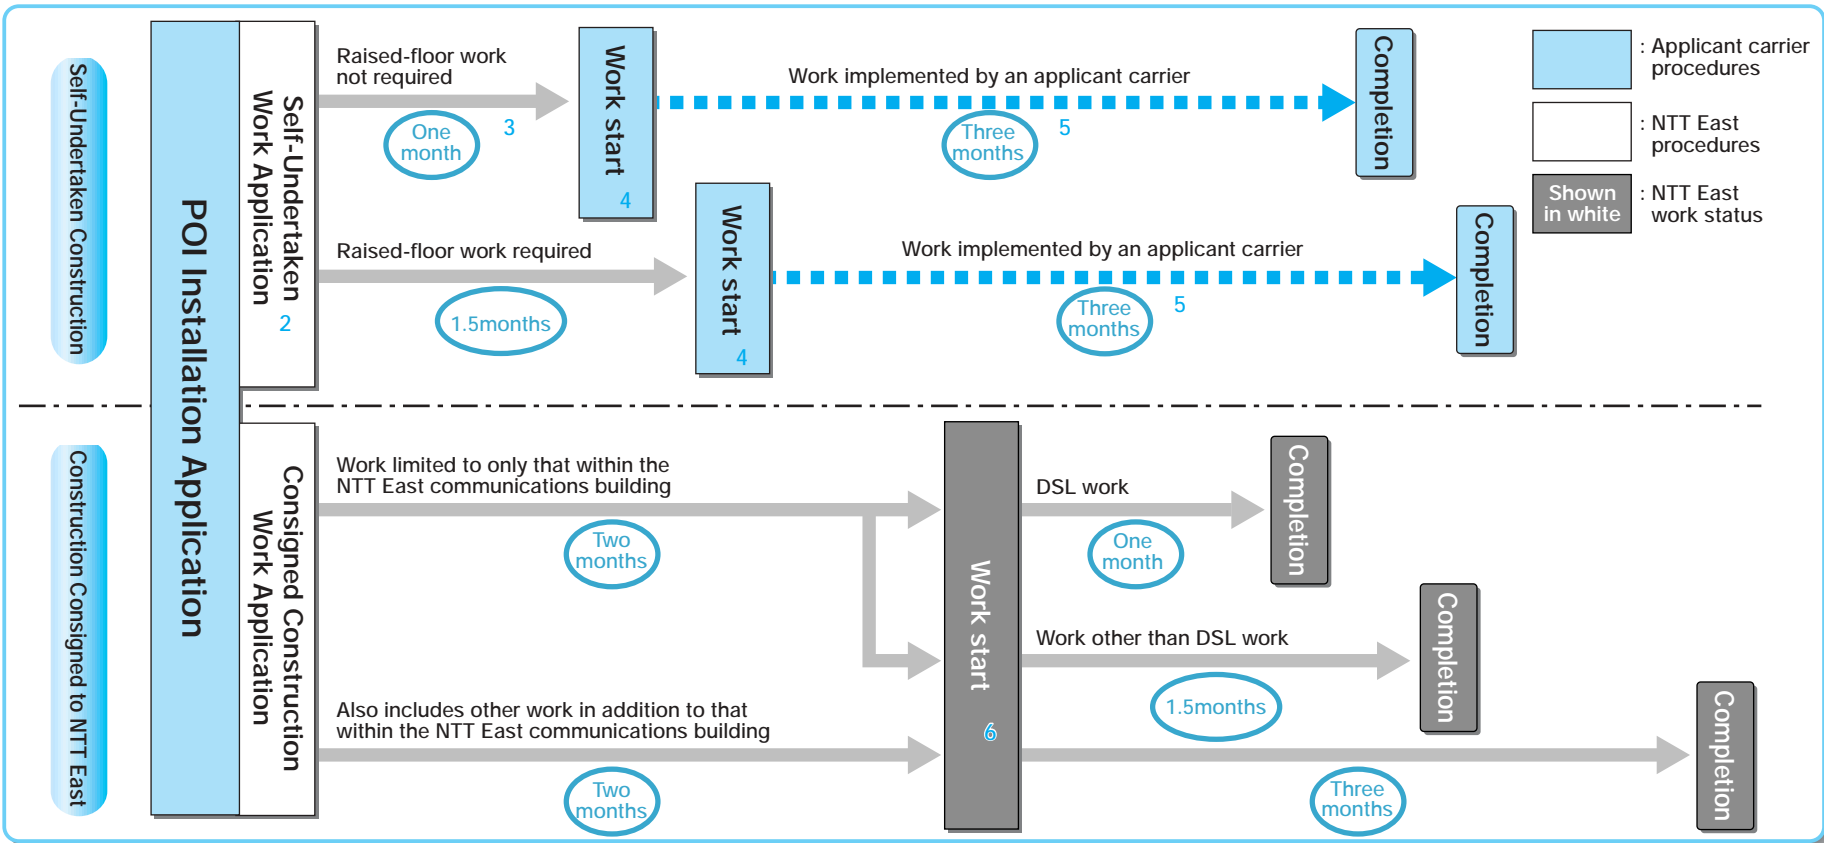 Self-Undertaken Construction
POI Installation Application
Self-Undertaken
Work Application
2
Raised-floor work
not required
One
month
3
Work start
4
Work implemented by an applicant carrier
Three
months
5
Completion
Raised-floor work required
1.5months
Work start
4
Work implemented by an applicant carrier
Three
months
5
Completion
: Applicant carrier
procedures
: NTT East
procedures
Shown
in white
: NTT East
work status
Construction Consigned to NTT East
Consigned Construction
Work Application
Work limited to only that within the
NTT East communications building
Two
months
Also includes other work in addition to that
within the NTT East communications building
Two
months
Work start
6
DSL work
One
month
Completion
Work other than DSL work
1.5months
Completion
Three
months
Completion